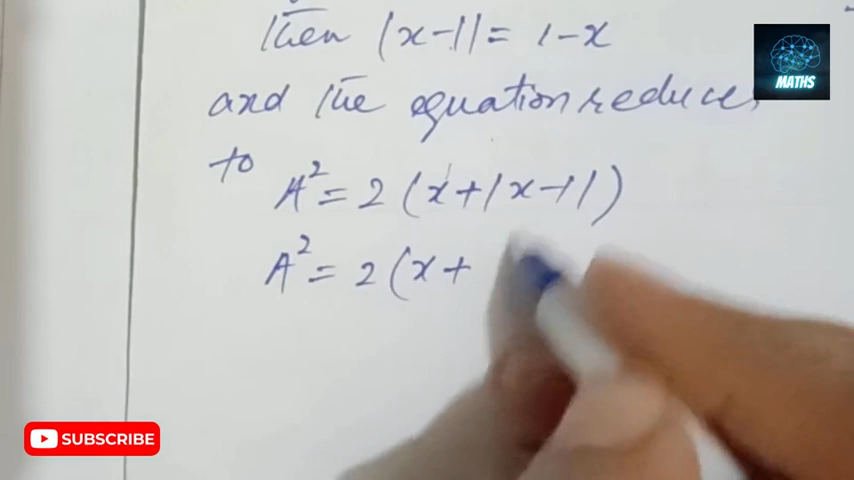 then |x-1| = 1-x
MATHS
and the equation reduces
to
A² = 2 (x + |x-1|)
A² = 2 (x +
SUBSCRIBE